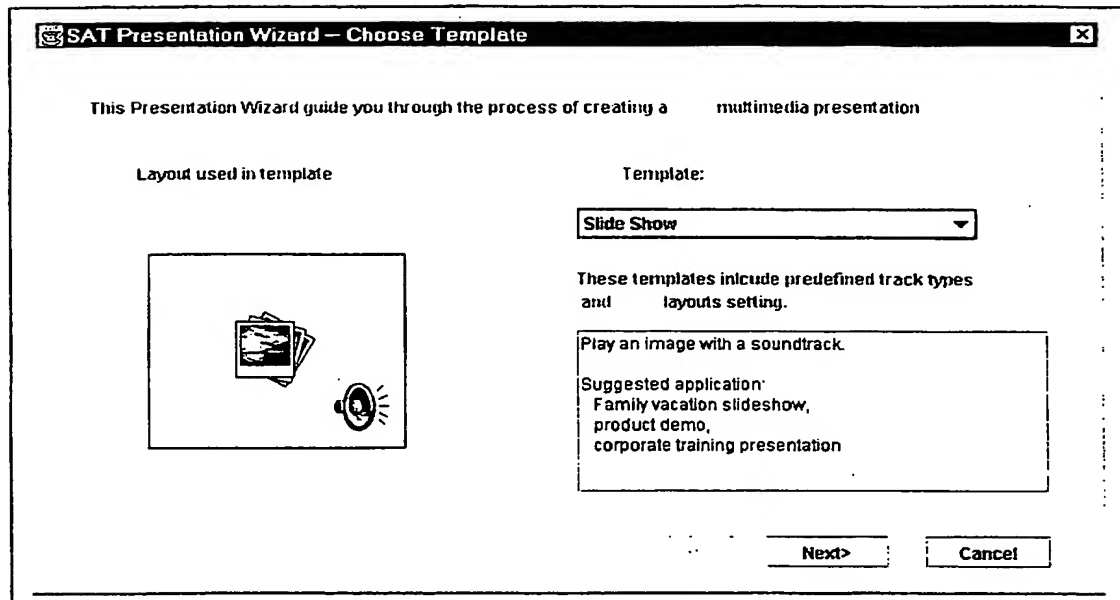 SAT Presentation Wizard – Choose Template
This Presentation Wizard guide you through the process of creating a multimedia presentation
Layout used in template
Template:
Slide Show
These templates inlcude predefined track types
and layouts setting.
Play an image with a soundtrack.
Suggested application:
Family vacation slideshow,
product demo,
corporate training presentation
Next>
Cancel